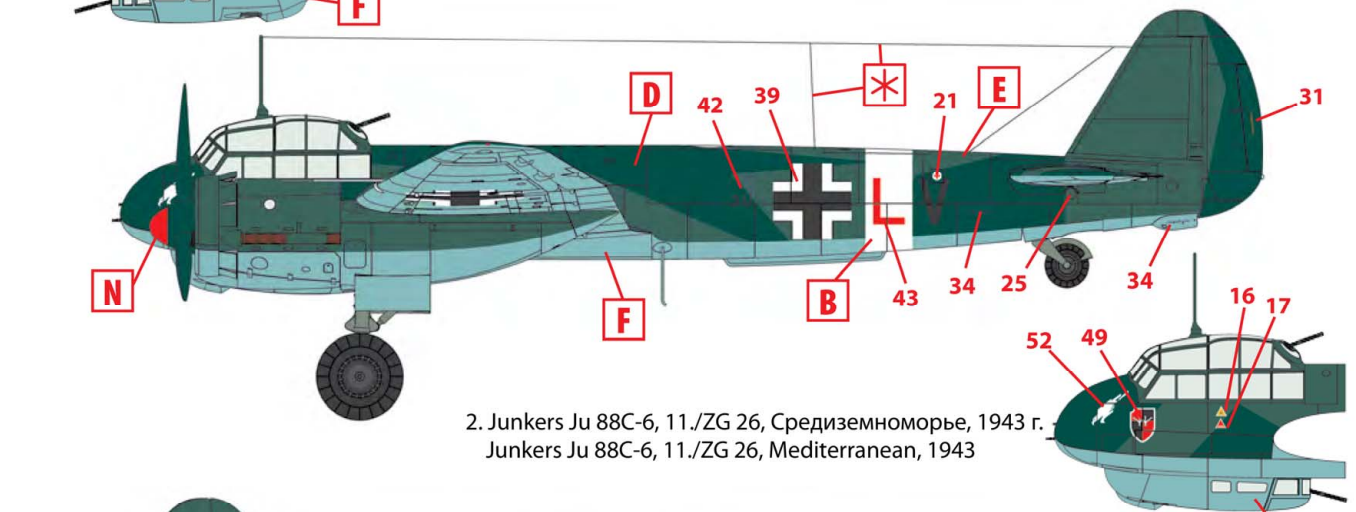 F
D
42
39
*
21
E
31
N
F
B
43
34
25
34
16
17
52
49
L
V
2. Junkers Ju 88C-6, 11./ZG 26, Средиземноморье, 1943 г.
Junkers Ju 88C-6, 11./ZG 26, Mediterranean, 1943